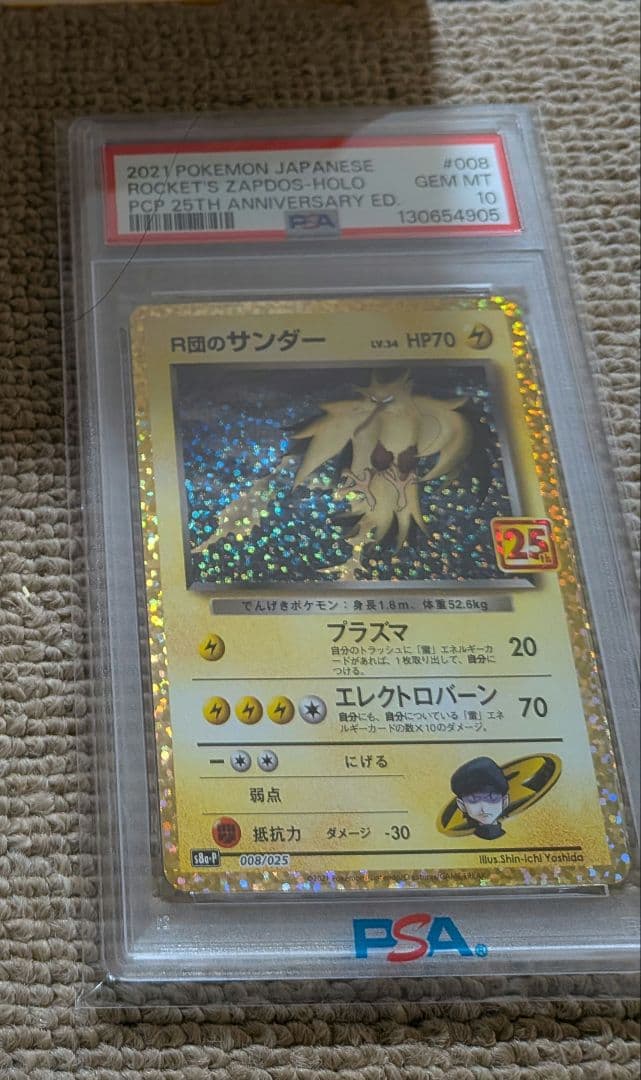 2021 POKEMON JAPANESE #008
ROCKET'S ZAPDOS-HOLO GEM MT
PCP 25TH ANNIVERSARY ED. 10
PSA 130654905
R団のサンダー LV.34 HP70
25
でんげきポケモン：身長1.6m、体重52.6kg
プラズマ 20
自分のトラッシュに「雷」エネルギーカ
ードがあれば、1枚取り出して、自分に
つける。
エレクトロバーン 70
自分にも、自分についている「雷」エネ
ルギーカードの数×10のダメージ。
にげる
弱点
抵抗力 ダメージ -30
s8a-P 008/025 Illus.Shin-ichi Yoshida
©2021 Pokémon/Nintendo/Creatures/GAME FREAK
PSA